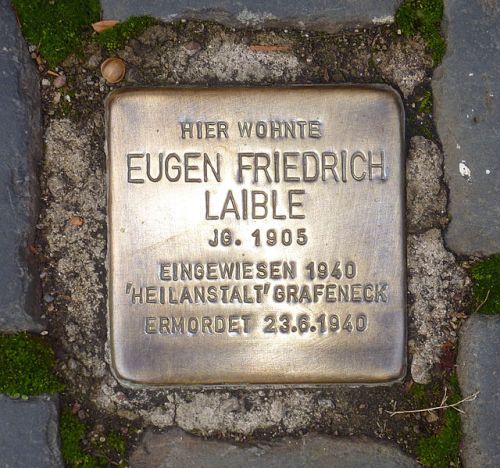 HIER WOHNTE
EUGEN FRIEDRICH
LAIBLE
JG. 1905
EINGEWIESEN 1940
'HEILANSTALT' GRAFENECK
ERMORDET 23.6.1940